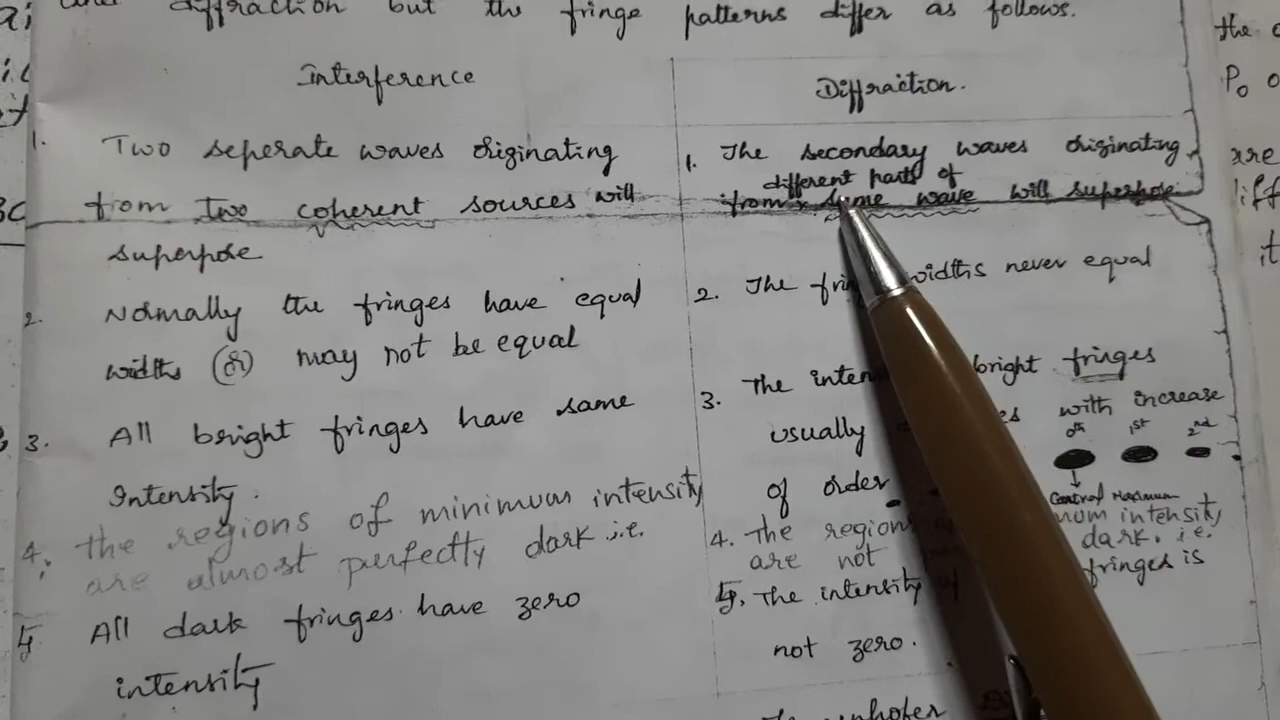 diffraction but the fringe patterns differ as follows.
Interference
1. Two seperate waves originating
from two coherent sources will
superpose
2. Normally the fringes have equal
widths (or) may not be equal
3. All bright fringes have same
Intensity.
4. the regions of minimum intensity
are almost perfectly dark i.e.
5 All dark fringes have zero
intensity
Diffraction.
1. The secondary waves originating
different parts of
from same wave will superpose
2. The widths never equal
3. The bright fringes
usually with increase
of order
0th 1st 2nd
Central Maximum
4. The regions intensity
are not dark. i.e.
5. The intensity fringes is
not zero.
the
P0
are
it